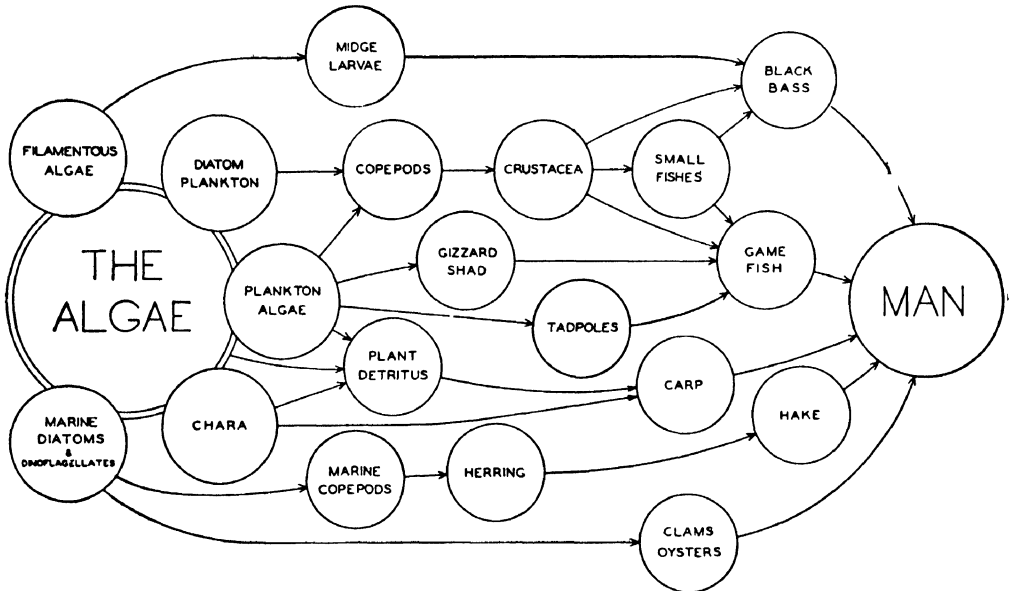 MIDGE
LARVAE
BLACK
BASS
FILAMENTOUS
ALGAE
DIATOM
PLANKTON
COPEPODS
CRUSTACEA
SMALL
FISHES
THE
ALGAE
PLANKTON
ALGAE
GIZZARD
SHAD
GAME
FISH
MAN
TADPOLES
PLANT
DETRITUS
CARP
CHARA
HAKE
MARINE
DIATOMS
&
DINOFLAGELLATES
MARINE
COPEPODS
HERRING
CLAMS
OYSTERS